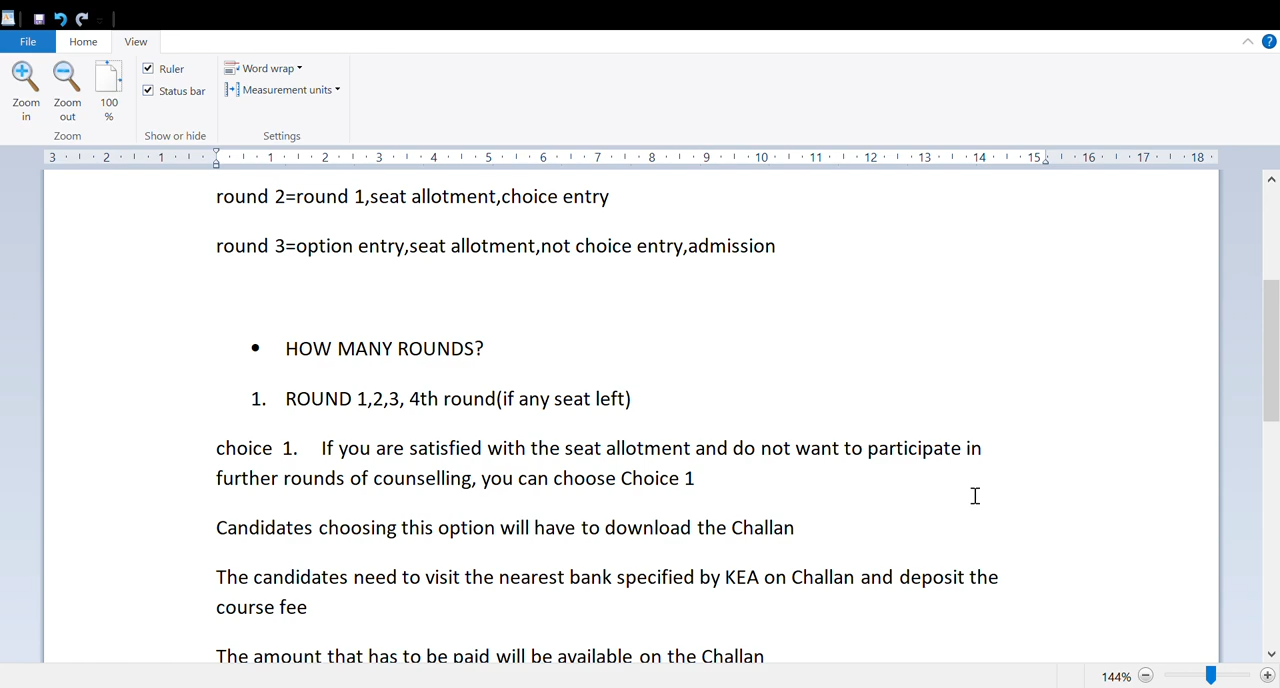 File Home View
Zoom in
Zoom out
100 %
Ruler
Status bar
Word wrap
Measurement units
Zoom Show or hide Settings
3 2 1 1 2 3 4 5 6 7 8 9 10 11 12 13 14 15 16 17 18
round 2=round 1,seat allotment,choice entry
round 3=option entry,seat allotment,not choice entry,admission
• HOW MANY ROUNDS?
1. ROUND 1,2,3, 4th round(if any seat left)
choice 1. If you are satisfied with the seat allotment and do not want to participate in
further rounds of counselling, you can choose Choice 1
Candidates choosing this option will have to download the Challan
The candidates need to visit the nearest bank specified by KEA on Challan and deposit the
course fee
The amount that has to be paid will be available on the Challan
144%